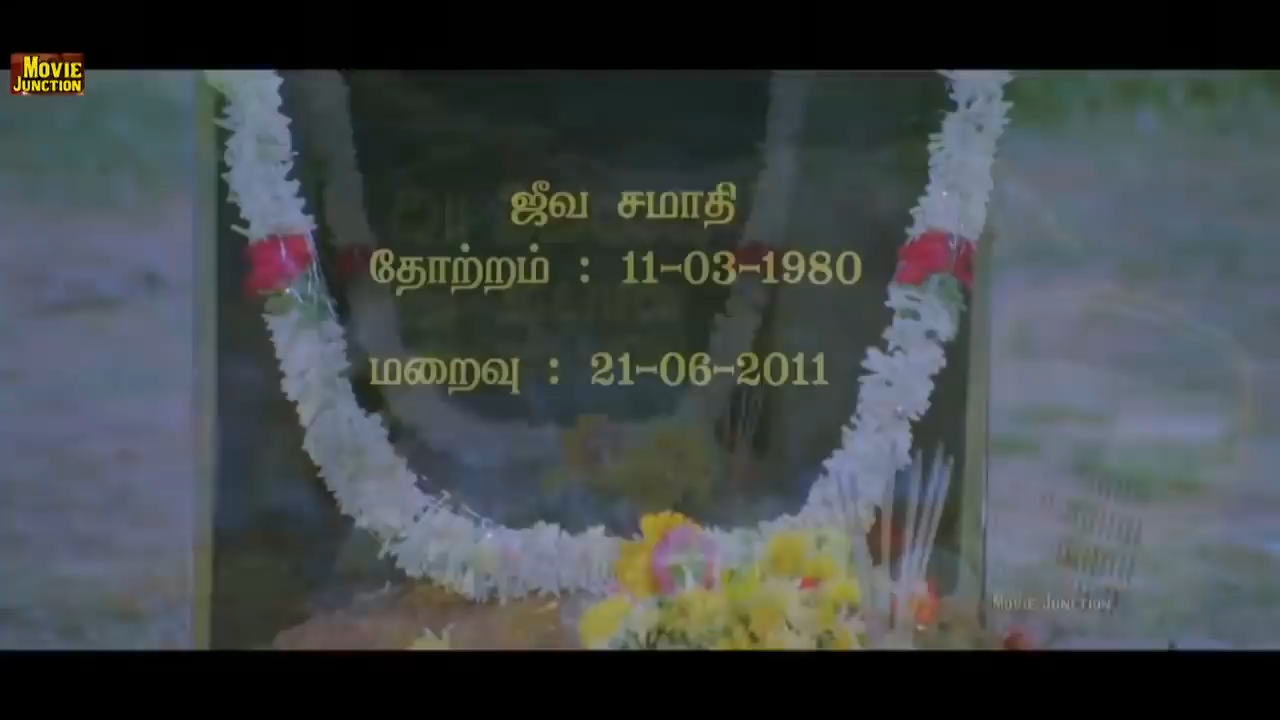 MOVIE
JUNCTION
ஜீவ சமாதி
தோற்றம் : 11-03-1980
மறைவு : 21-06-2011
MOVIE JUNCTION